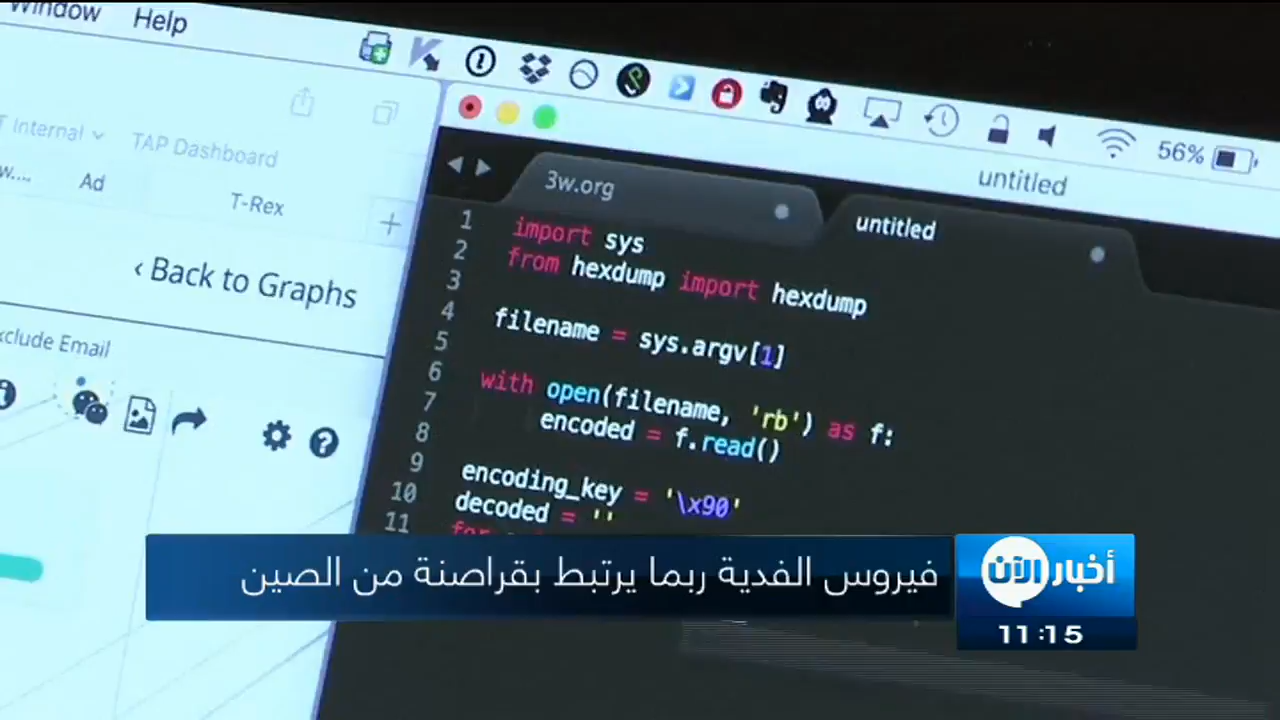 Window Help
56%
untitled
T Internal TAP Dashboard
w.... Ad T-Rex
‹ Back to Graphs
xclude Email
3w.org
untitled
1 import sys
2 from hexdump import hexdump
3
4 filename = sys.argv[1]
5
6 with open(filename, 'rb') as f:
7 encoded = f.read()
8
9 encoding_key = '\x90'
10 decoded = ''
11 for
فيروس الفدية ربما يرتبط بقراصنة من الصين
أخبار الآن
11:15